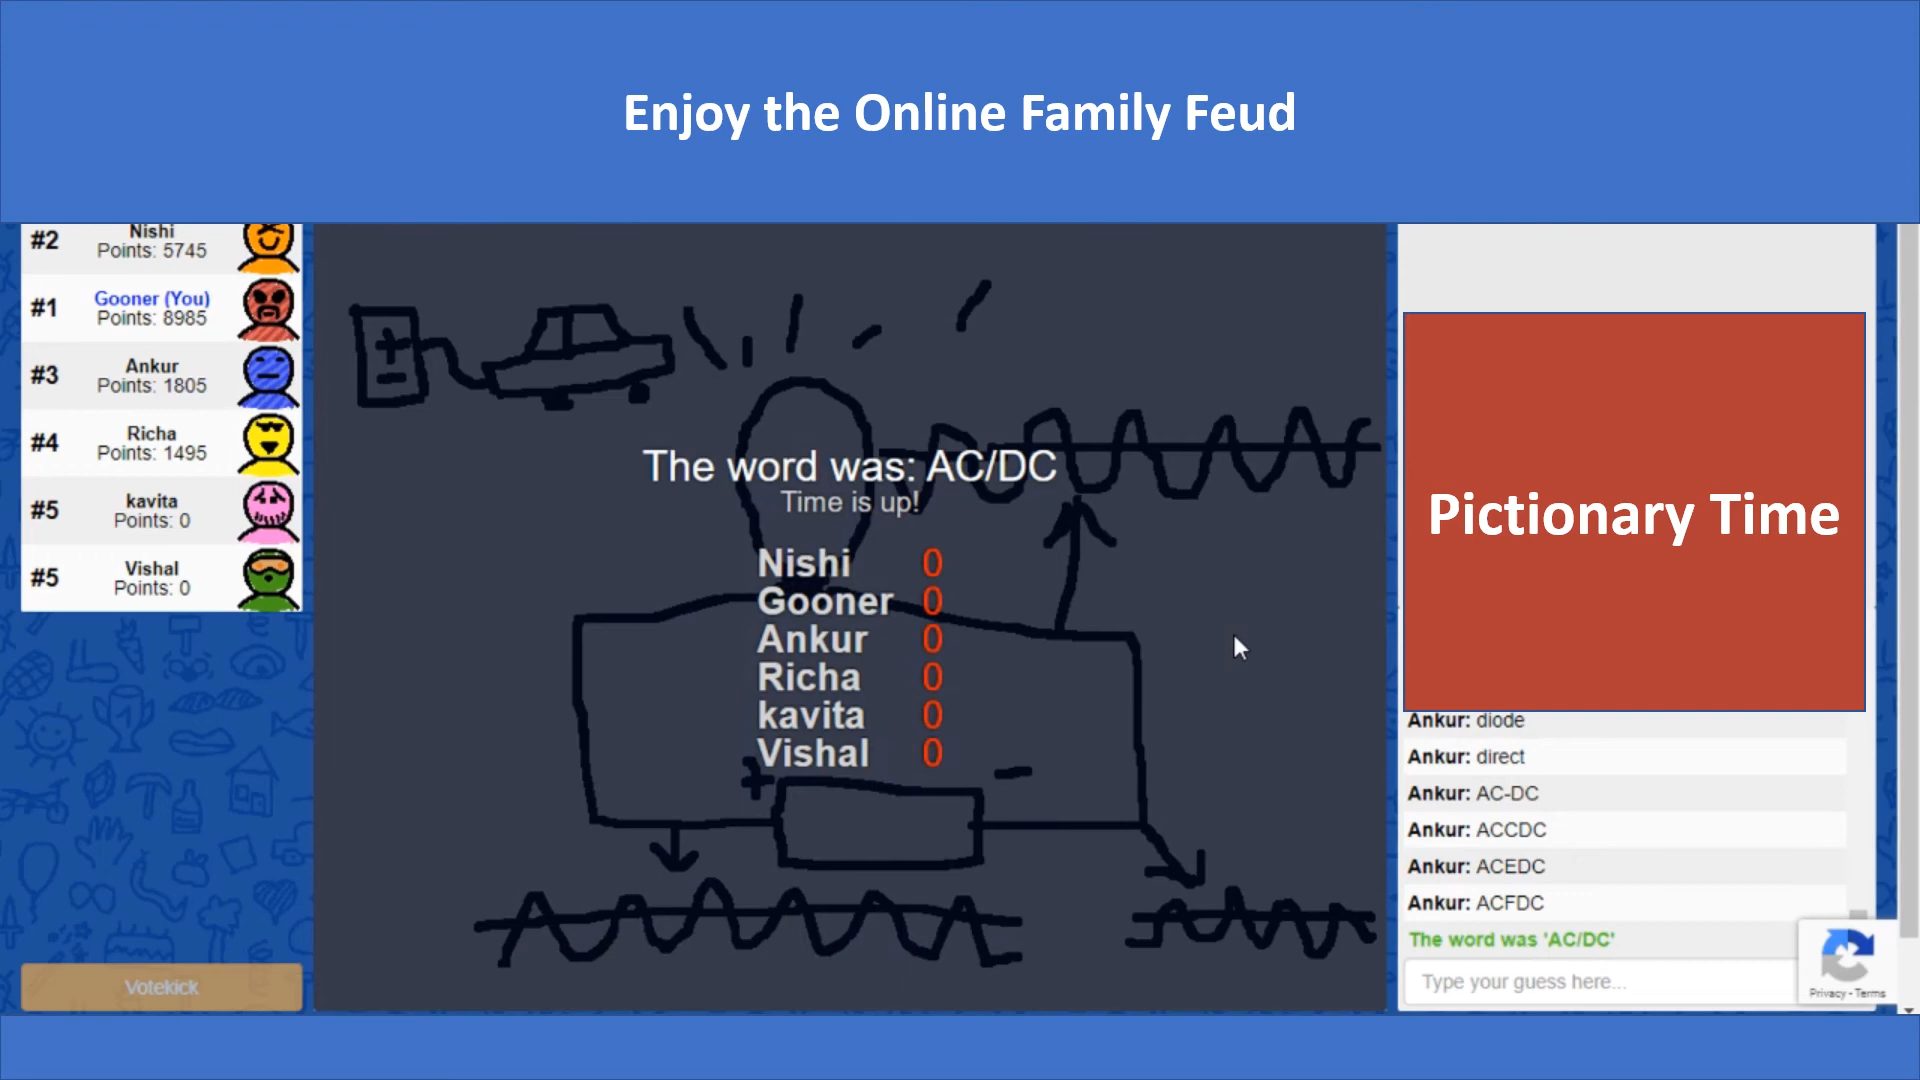 Enjoy the Online Family Feud
#2 Nishi
Points: 5745
#1 Gooner (You)
Points: 8985
#3 Ankur
Points: 1805
#4 Richa
Points: 1495
#5 kavita
Points: 0
#5 Vishal
Points: 0
Votekick
The word was: AC/DC
Time is up!
Nishi 0
Gooner 0
Ankur 0
Richa 0
kavita 0
Vishal 0
+ −
Pictionary Time
Ankur: diode
Ankur: direct
Ankur: AC-DC
Ankur: ACCDC
Ankur: ACEDC
Ankur: ACFDC
The word was 'AC/DC'
Type your guess here...
Privacy - Terms